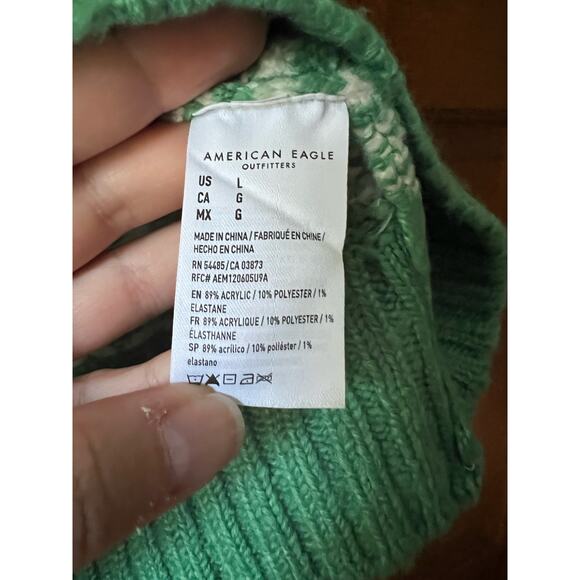 AMERICAN EAGLE
OUTFITTERS
US L
CA G
MX G
MADE IN CHINA / FABRIQUÉ EN CHINE /
HECHO EN CHINA
RN 54485/CA 03873
RFC# AEM120605U9A
EN 89% ACRYLIC / 10% POLYESTER / 1%
ELASTANE
FR 89% ACRYLIQUE / 10% POLYESTER / 1%
ÉLASTHANNE
SP 89% acrílico / 10% poliéster / 1%
elastano